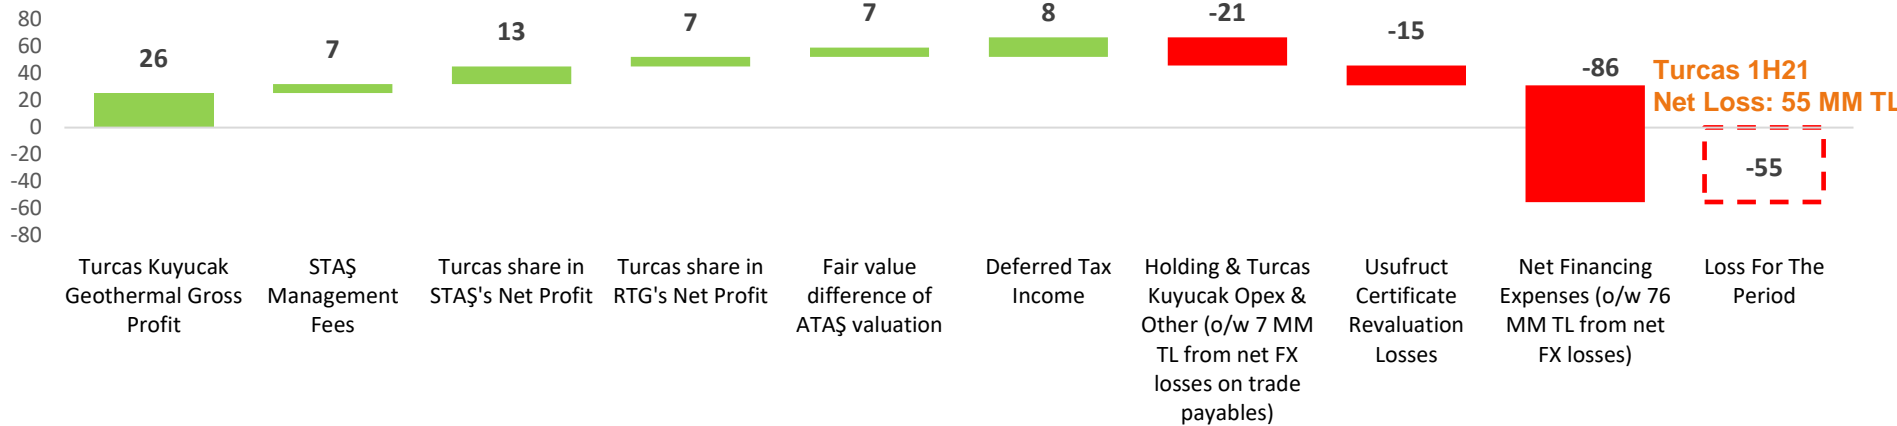 80
60
40
20
0
-20
-40
-60
-80
26
7
13
7
7
8
-21
-15
-86
-55
Turcas 1H21
Net Loss: 55 MM TL
Turcas Kuyucak
Geothermal Gross
Profit
STAŞ
Management
Fees
Turcas share in
STAŞ's Net Profit
Turcas share in
RTG's Net Profit
Fair value
difference of
ATAŞ valuation
Deferred Tax
Income
Holding & Turcas
Kuyucak Opex &
Other (o/w 7 MM
TL from net FX
losses on trade
payables)
Usufruct
Certificate
Revaluation
Losses
Net Financing
Expenses (o/w 76
MM TL from net
FX losses)
Loss For The
Period